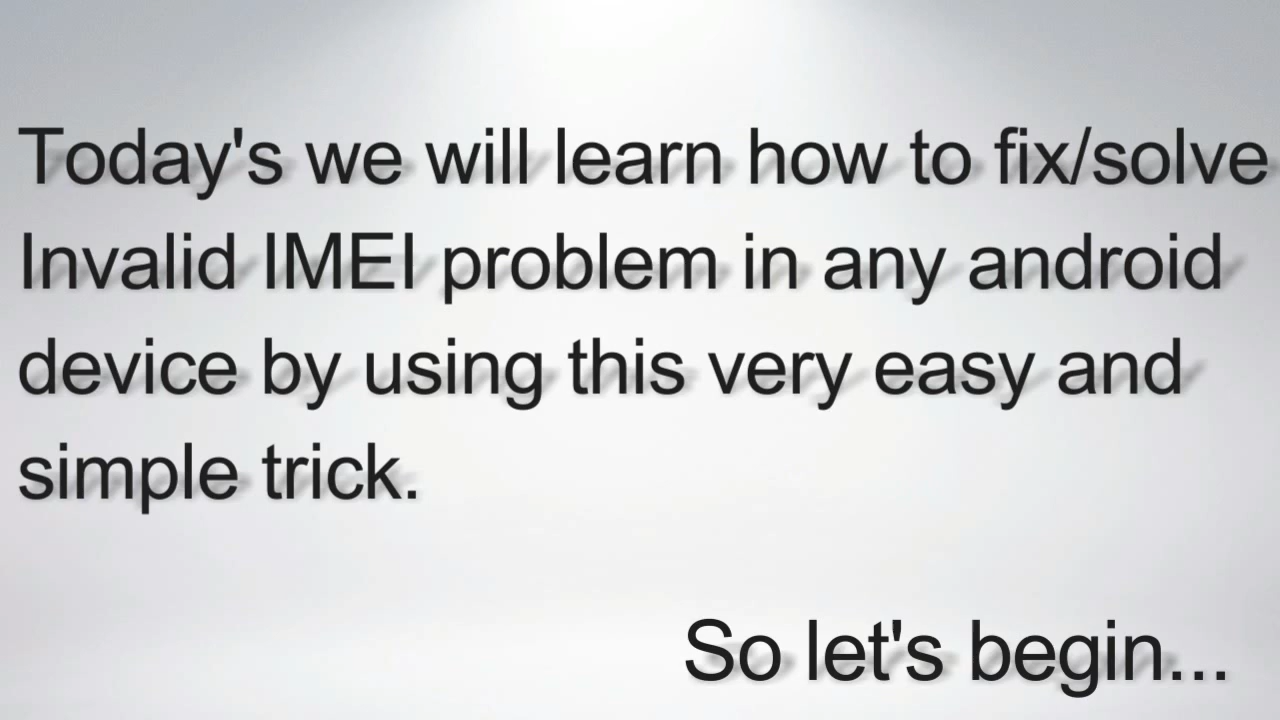 Today's we will learn how to fix/solve
Invalid IMEI problem in any android
device by using this very easy and
simple trick.
So let's begin...